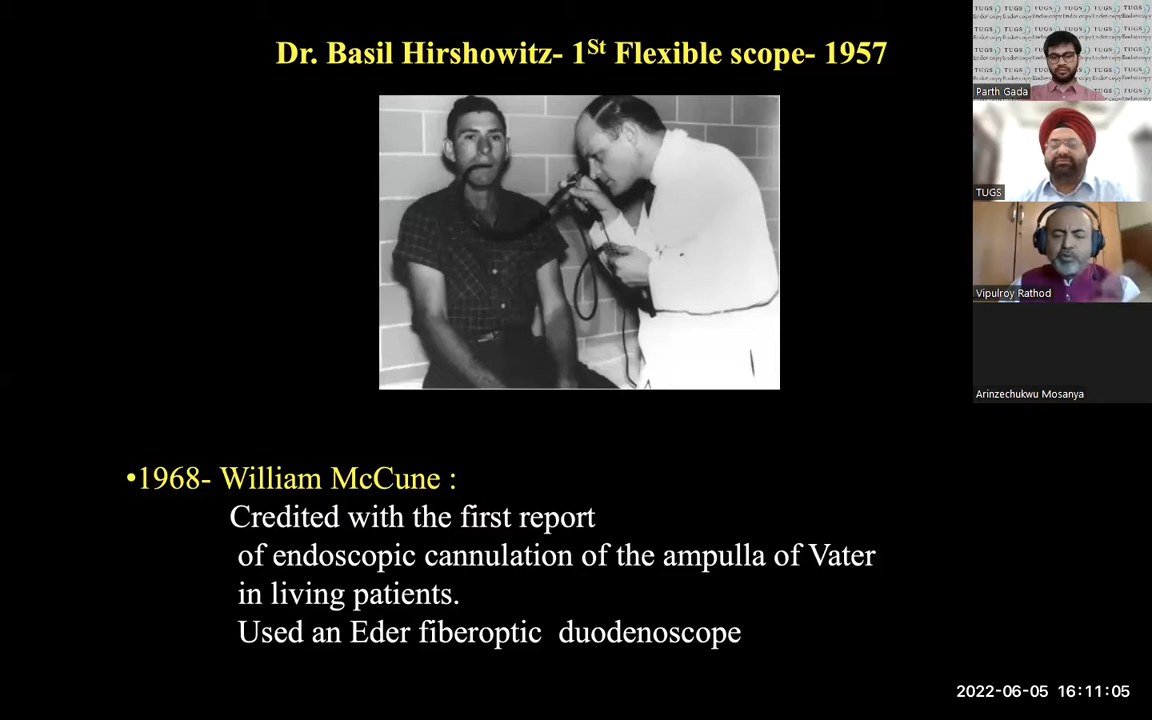 Dr. Basil Hirshowitz- 1St Flexible scope- 1957
•1968- William McCune :
Credited with the first report
of endoscopic cannulation of the ampulla of Vater
in living patients.
Used an Eder fiberoptic duodenoscope
Parth Gada
TUGS
Vipulroy Rathod
Arinzechukwu Mosanya
2022-06-05 16:11:05